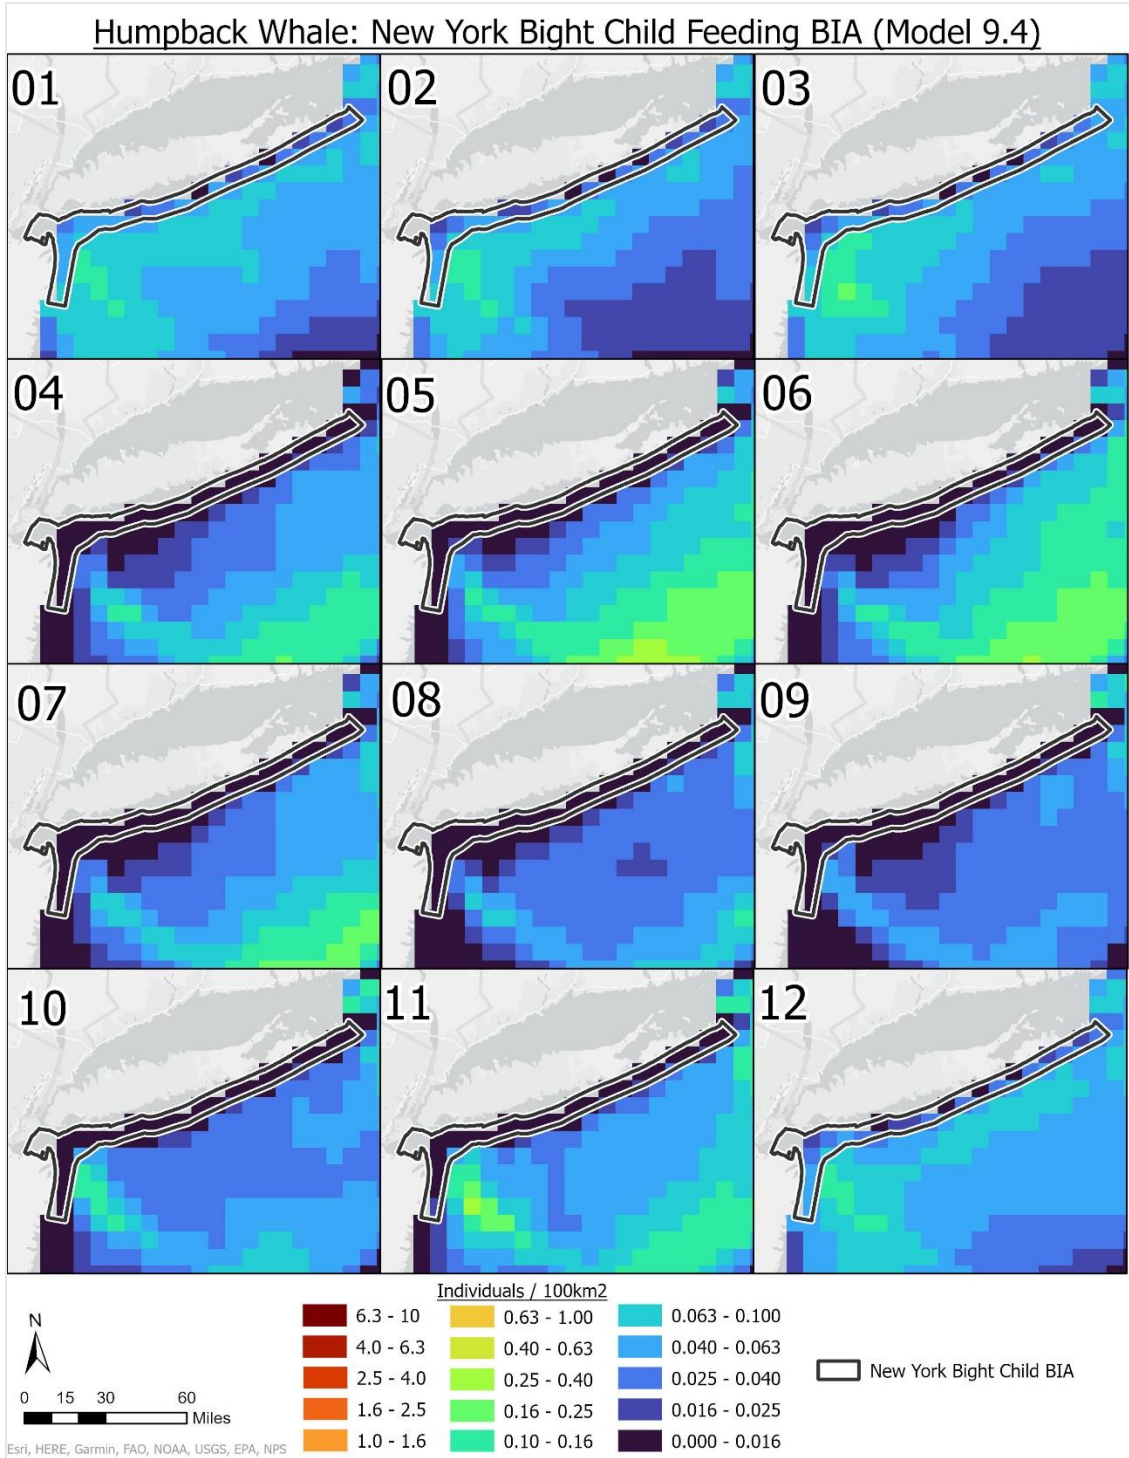 Humpback Whale: New York Bight Child Feeding BIA (Model 9.4)
01 02 03
04 05 06
07 08 09
10 11 12
Individuals / 100km2
N
6.3 - 10 0.63 - 1.00 0.063 - 0.100
4.0 - 6.3 0.40 - 0.63 0.040 - 0.063
2.5 - 4.0 0.25 - 0.40 0.025 - 0.040 New York Bight Child BIA
0 15 30 60
1.6 - 2.5 0.16 - 0.25 0.016 - 0.025
Miles
1.0 - 1.6 0.10 - 0.16 0.000 - 0.016
Esri, HERE, Garmin, FAO, NOAA, USGS, EPA, NPS